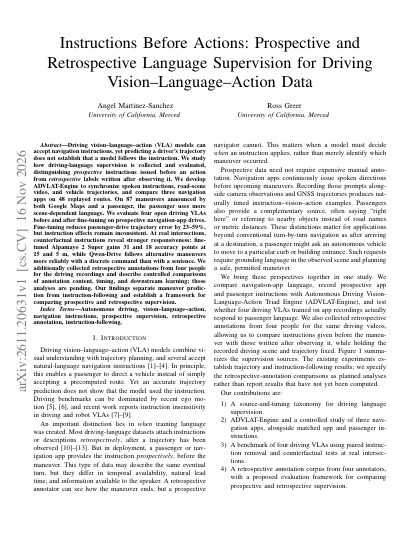 Instructions Before Actions: Prospective and
Retrospective Language Supervision for Driving
Vision–Language–Action Data
Angel Martinez-Sanchez
University of California, Merced
Ross Greer
University of California, Merced
arXiv:2611.20631v1 [cs.CV] 16 Nov 2026
Abstract—Driving vision-language-action (VLA) models can
accept navigation instructions, yet predicting a driver's trajectory
does not establish that a model follows the instruction. We study
how driving-language supervision is collected and evaluated,
distinguishing prospective instructions issued before an action
from retrospective labels written after observing it. We develop
ADVLAT-Engine to synchronize spoken instructions, road-scene
video, and vehicle trajectories, and compare three navigation
apps on 48 replayed routes. On 87 maneuvers announced by
both Google Maps and a passenger, the passenger uses more
scene-dependent language. We evaluate four open driving VLAs
before and after fine-tuning on prospective navigation-app drives.
Fine-tuning reduces passenger-drive trajectory error by 23–59%,
but instruction effects remain inconsistent. At real intersections,
counterfactual instructions reveal stronger responsiveness: fine-
tuned Alpamayo 2 Super gains 31 and 18 accuracy points at
15 and 5 m, while Qwen-Drive follows alternative maneuvers
more reliably with a discrete command than with a sentence. We
additionally collected retrospective annotations from four people
for the driving recordings and describe controlled comparisons
of annotation content, timing, and downstream learning; those
analyses are pending. Our findings separate maneuver predic-
tion from instruction-following and establish a framework for
comparing prospective and retrospective supervision.
Index Terms—Autonomous driving, vision-language-action,
navigation instructions, prospective supervision, retrospective
annotation, instruction-following.
I. Introduction
Driving vision-language-action (VLA) models combine vi-
sual understanding with trajectory planning, and several accept
natural-language navigation instructions [1]–[4]. In principle,
this enables a passenger to direct a vehicle instead of simply
accepting a precomputed route. Yet an accurate trajectory
prediction does not show that the model used the instruction.
Driving benchmarks can be dominated by recent ego motion
[5], [6], and recent work reports instruction insensitivity
in driving and robot VLAs [7]–[9].
An important distinction lies in when training language was
created. Most driving-language datasets attach instructions
or descriptions retrospectively, after a trajectory has been
observed [10]–[13]. But in deployment, a passenger or navi-
gation app provides the instruction prospectively, before the
maneuver. These types of data may describe the same eventual
turn, but they differ in temporal availability, natural lead
time, and information available to the speaker. A retrospective
annotator can see how the maneuver ends, but a prospective
navigator cannot. This matters when a model must decide
when an instruction applies, rather than merely identify which
maneuver occurred.
Prospective data need not require expensive manual anno-
tation. Navigation apps continuously issue spoken directions
before upcoming maneuvers. Recording those prompts along-
side camera observations and GNSS trajectories produces nat-
urally timed instruction–vision–action examples. Passengers
also provide a complementary source, often saying "right
here" or referring to nearby objects instead of road names
or metric distances. These distinctions matter for applications
beyond conventional turn-by-turn navigation as well: after
arriving at a destination, a passenger might ask an autonomous
vehicle to move to a particular curb or building entrance. Such
requests require grounding language in the observed scene and
planning a safe, permitted maneuver.
We bring these perspectives together in one study. We
compare navigation-app language, record prospective app
and passenger instructions with Autonomous Driving Vision-
Language-Action Triad Engine (ADVLAT-Engine), and test
whether four driving VLAs trained on app recordings actually
respond to passenger language. We also collected retrospective
annotations from four people for the same driving videos,
allowing us to compare instructions given before the maneu-
ver with those written after observing it, while holding the
recorded driving scene and trajectory fixed. Figure 1 summa-
rizes the supervision sources. The existing experiments es-
tablish trajectory and instruction-following results; we specify
the retrospective-annotation comparisons as planned analyses
rather than report results that have not yet been computed.
Our contributions are:
1) A source-and-timing taxonomy for driving language
supervision.
2) ADVLAT-Engine and a controlled study of three navi-
gation apps, alongside matched app and passenger in-
structions.
3) A benchmark of four driving VLAs using paired instruc-
tion removal and counterfactual tests at real intersec-
tions.
4) A retrospective annotation corpus from four annotators,
with a proposed evaluation framework for comparing
prospective and retrospective supervision.